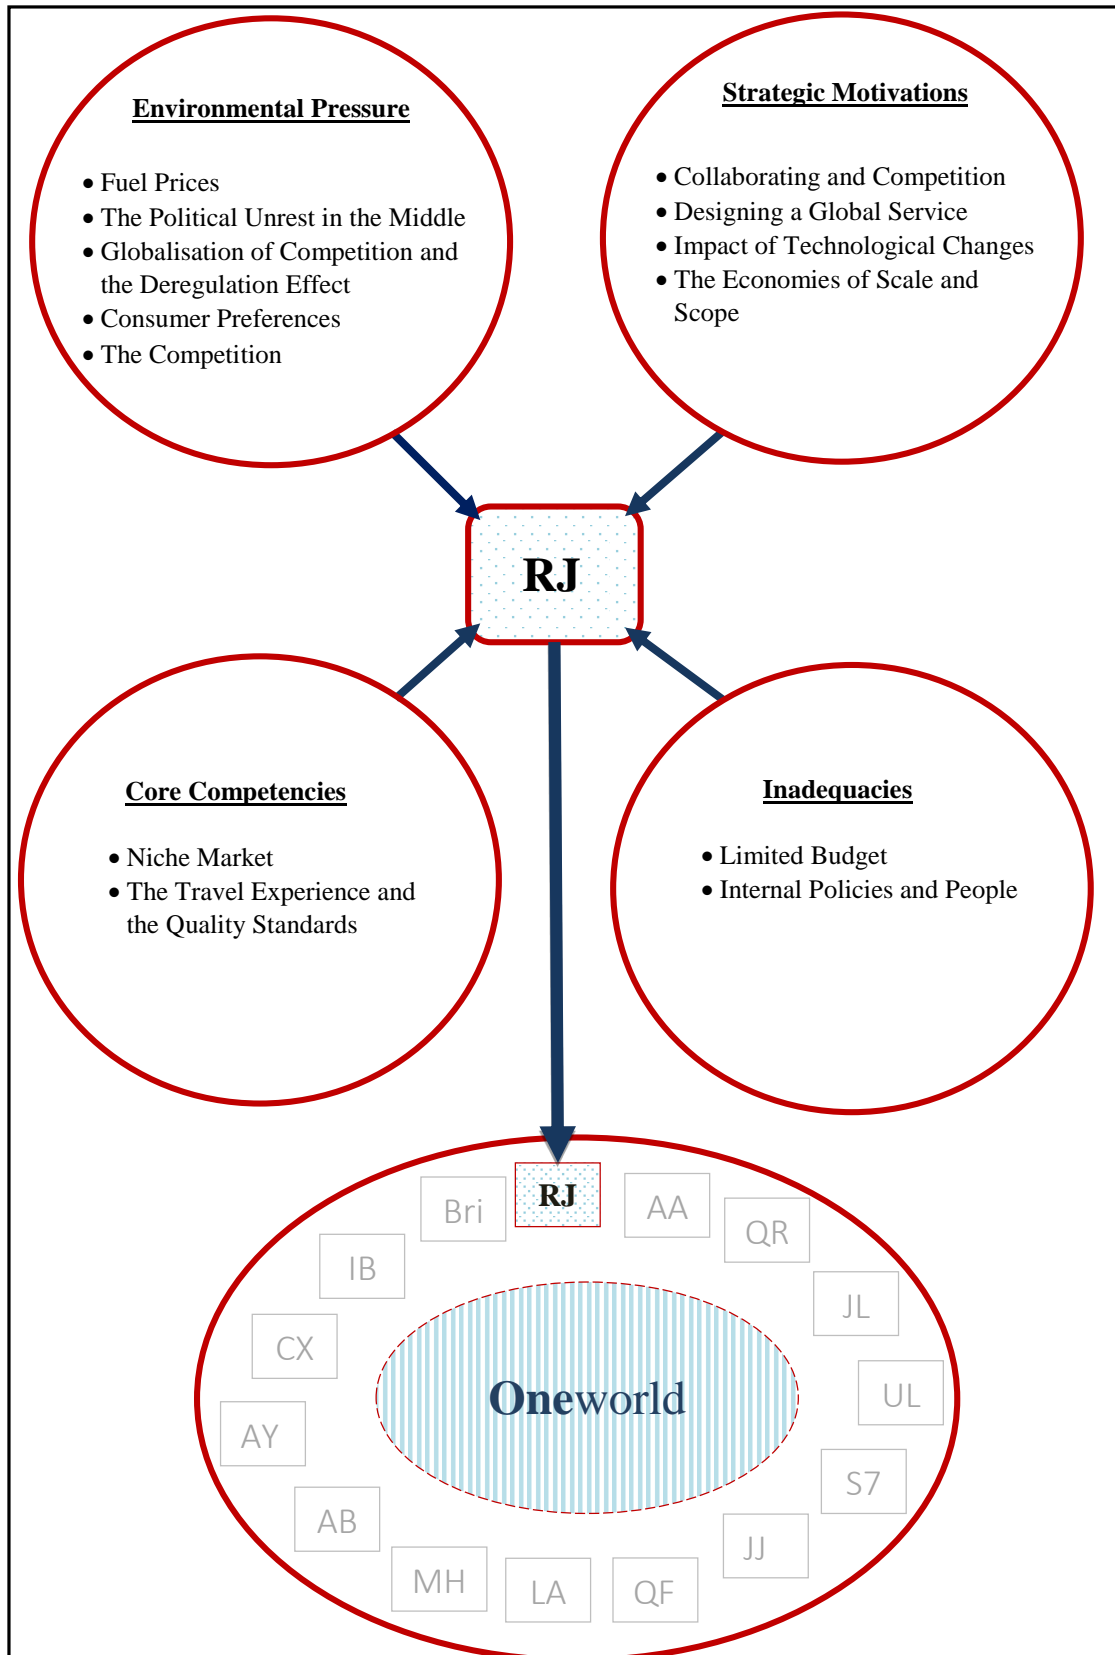 Environmental Pressure
• Fuel Prices
• The Political Unrest in the Middle
• Globalisation of Competition and
the Deregulation Effect
• Consumer Preferences
• The Competition
Strategic Motivations
• Collaborating and Competition
• Designing a Global Service
• Impact of Technological Changes
• The Economies of Scale and
Scope
RJ
Core Competencies
• Niche Market
• The Travel Experience and
the Quality Standards
Inadequacies
• Limited Budget
• Internal Policies and People
RJ
Bri
AA
QR
IB
JL
CX
UL
Oneworld
AY
S7
AB
JJ
MH
LA
QF